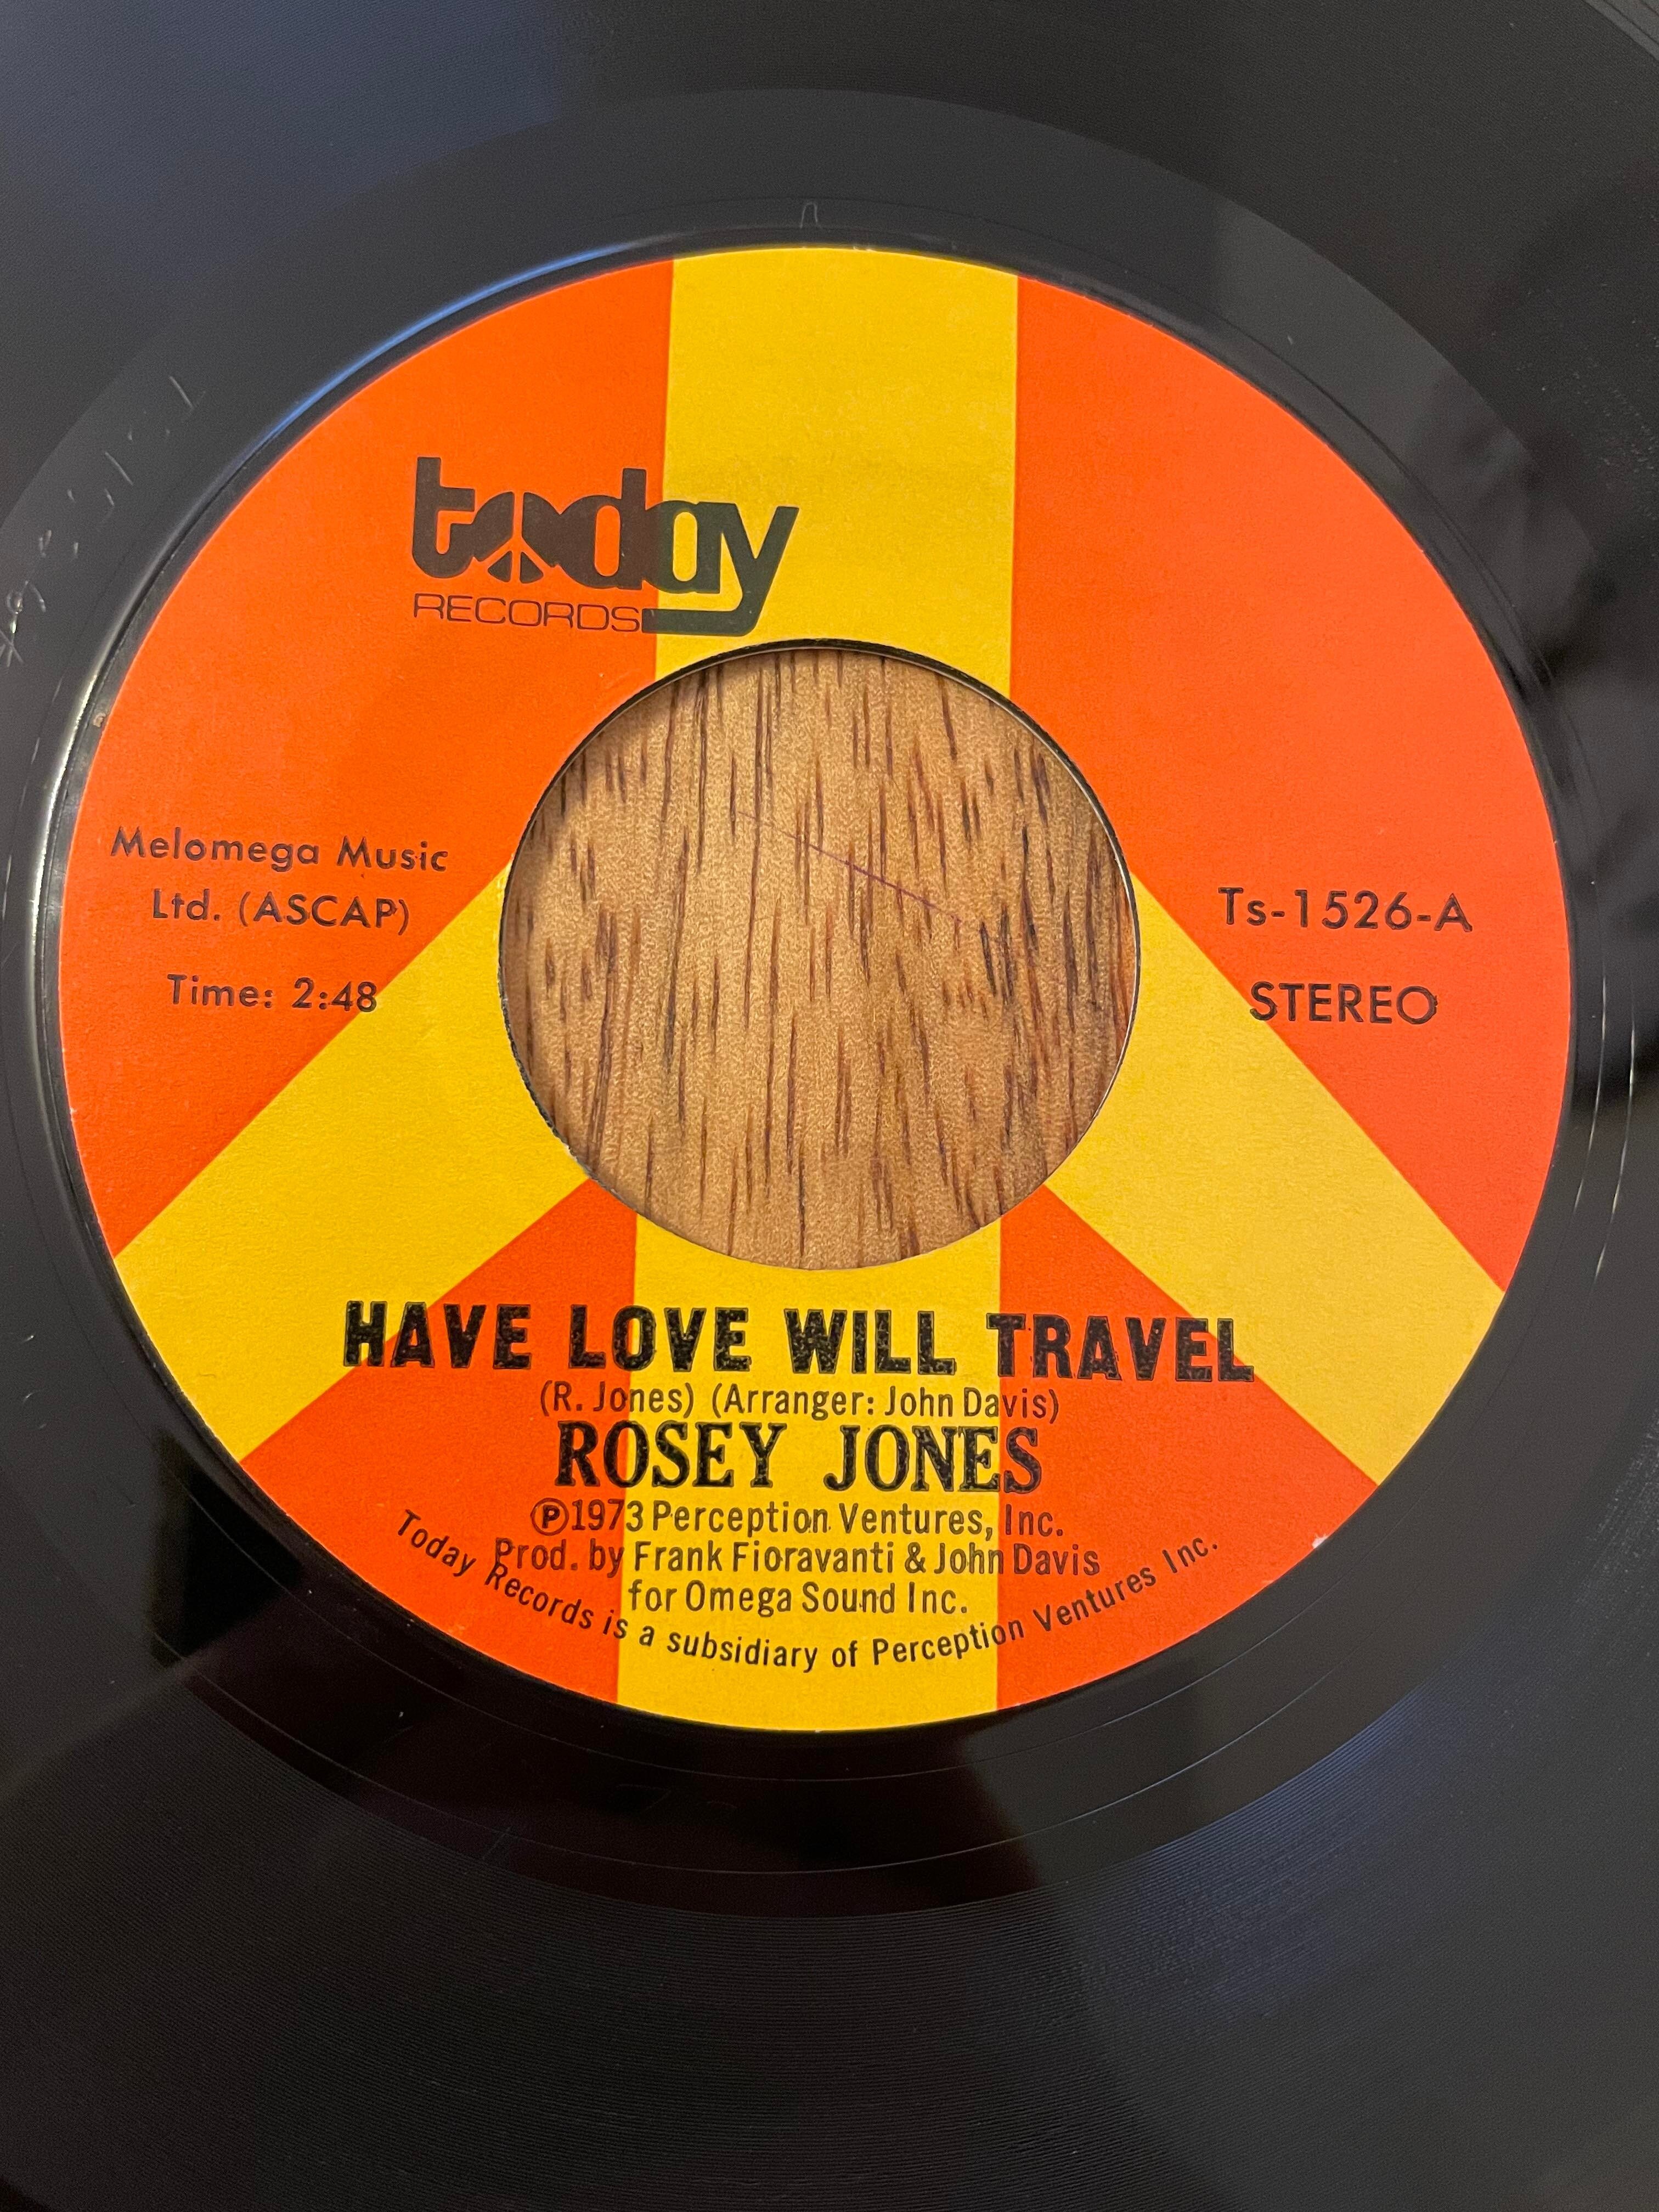 today
RECORDS
Melomega Music
Ltd. (ASCAP)
Time: 2:48
Ts-1526-A
STEREO
HAVE LOVE WILL TRAVEL
(R. Jones) (Arranger: John Davis)
ROSEY JONES
Ⓟ1973 Perception Ventures, Inc.
Prod. by Frank Fioravanti & John Davis
for Omega Sound Inc.
Today Records is a subsidiary of Perception Ventures Inc.